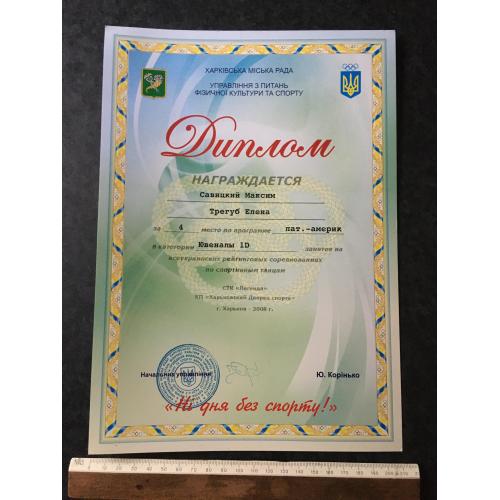 ХАРКІВСЬКА МІСЬКА РАДА
УПРАВЛІННЯ З ПИТАНЬ
ФІЗИЧНОЇ КУЛЬТУРИ ТА СПОРТУ
Диплом
НАГРАЖДАЕТСЯ
Савицкий Максим
Трегуб Елена
за 4 место по программе лат.-америк
в категории Ювеналы 1D занятое на
всеукраинских рейтинговых соревнованиях
по спортивным танцам
СТК «Легенда»
КП «Харьковский Дворец спорта»
г. Харьков - 2008 г.
Начальник управління Ю. Корінько
«Ні дня без спорту!»